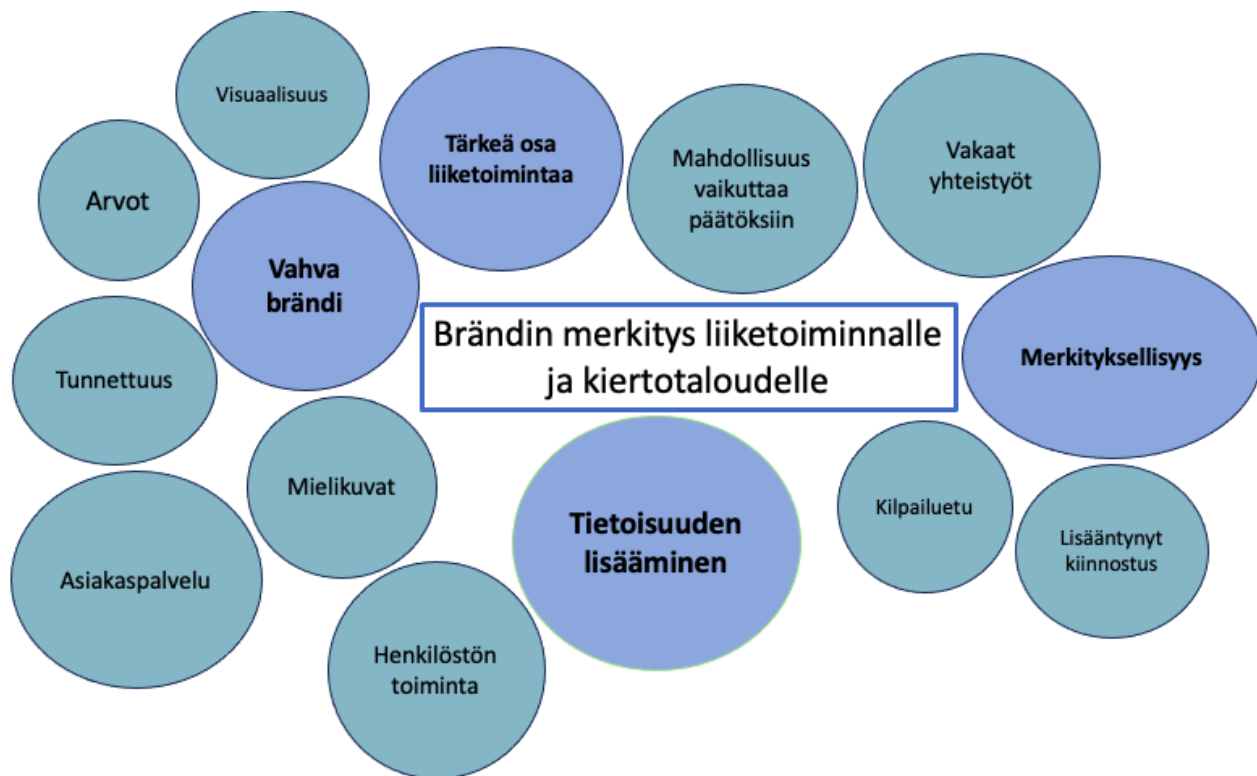 Visuaalisuus
Tärkeä osa
liiketoimintaa
Mahdollisuus
vaikuttaa
päätöksiin
Vakaat
yhteistyöt
Arvot
Vahva
brändi
Brändin merkitys liiketoiminnalle
ja kiertotaloudelle
Merkityksellisyys
Tunnettuus
Mielikuvat
Tietoisuuden
lisääminen
Kilpailuetu
Lisääntynyt
kiinnostus
Asiakaspalvelu
Henkilöstön
toiminta